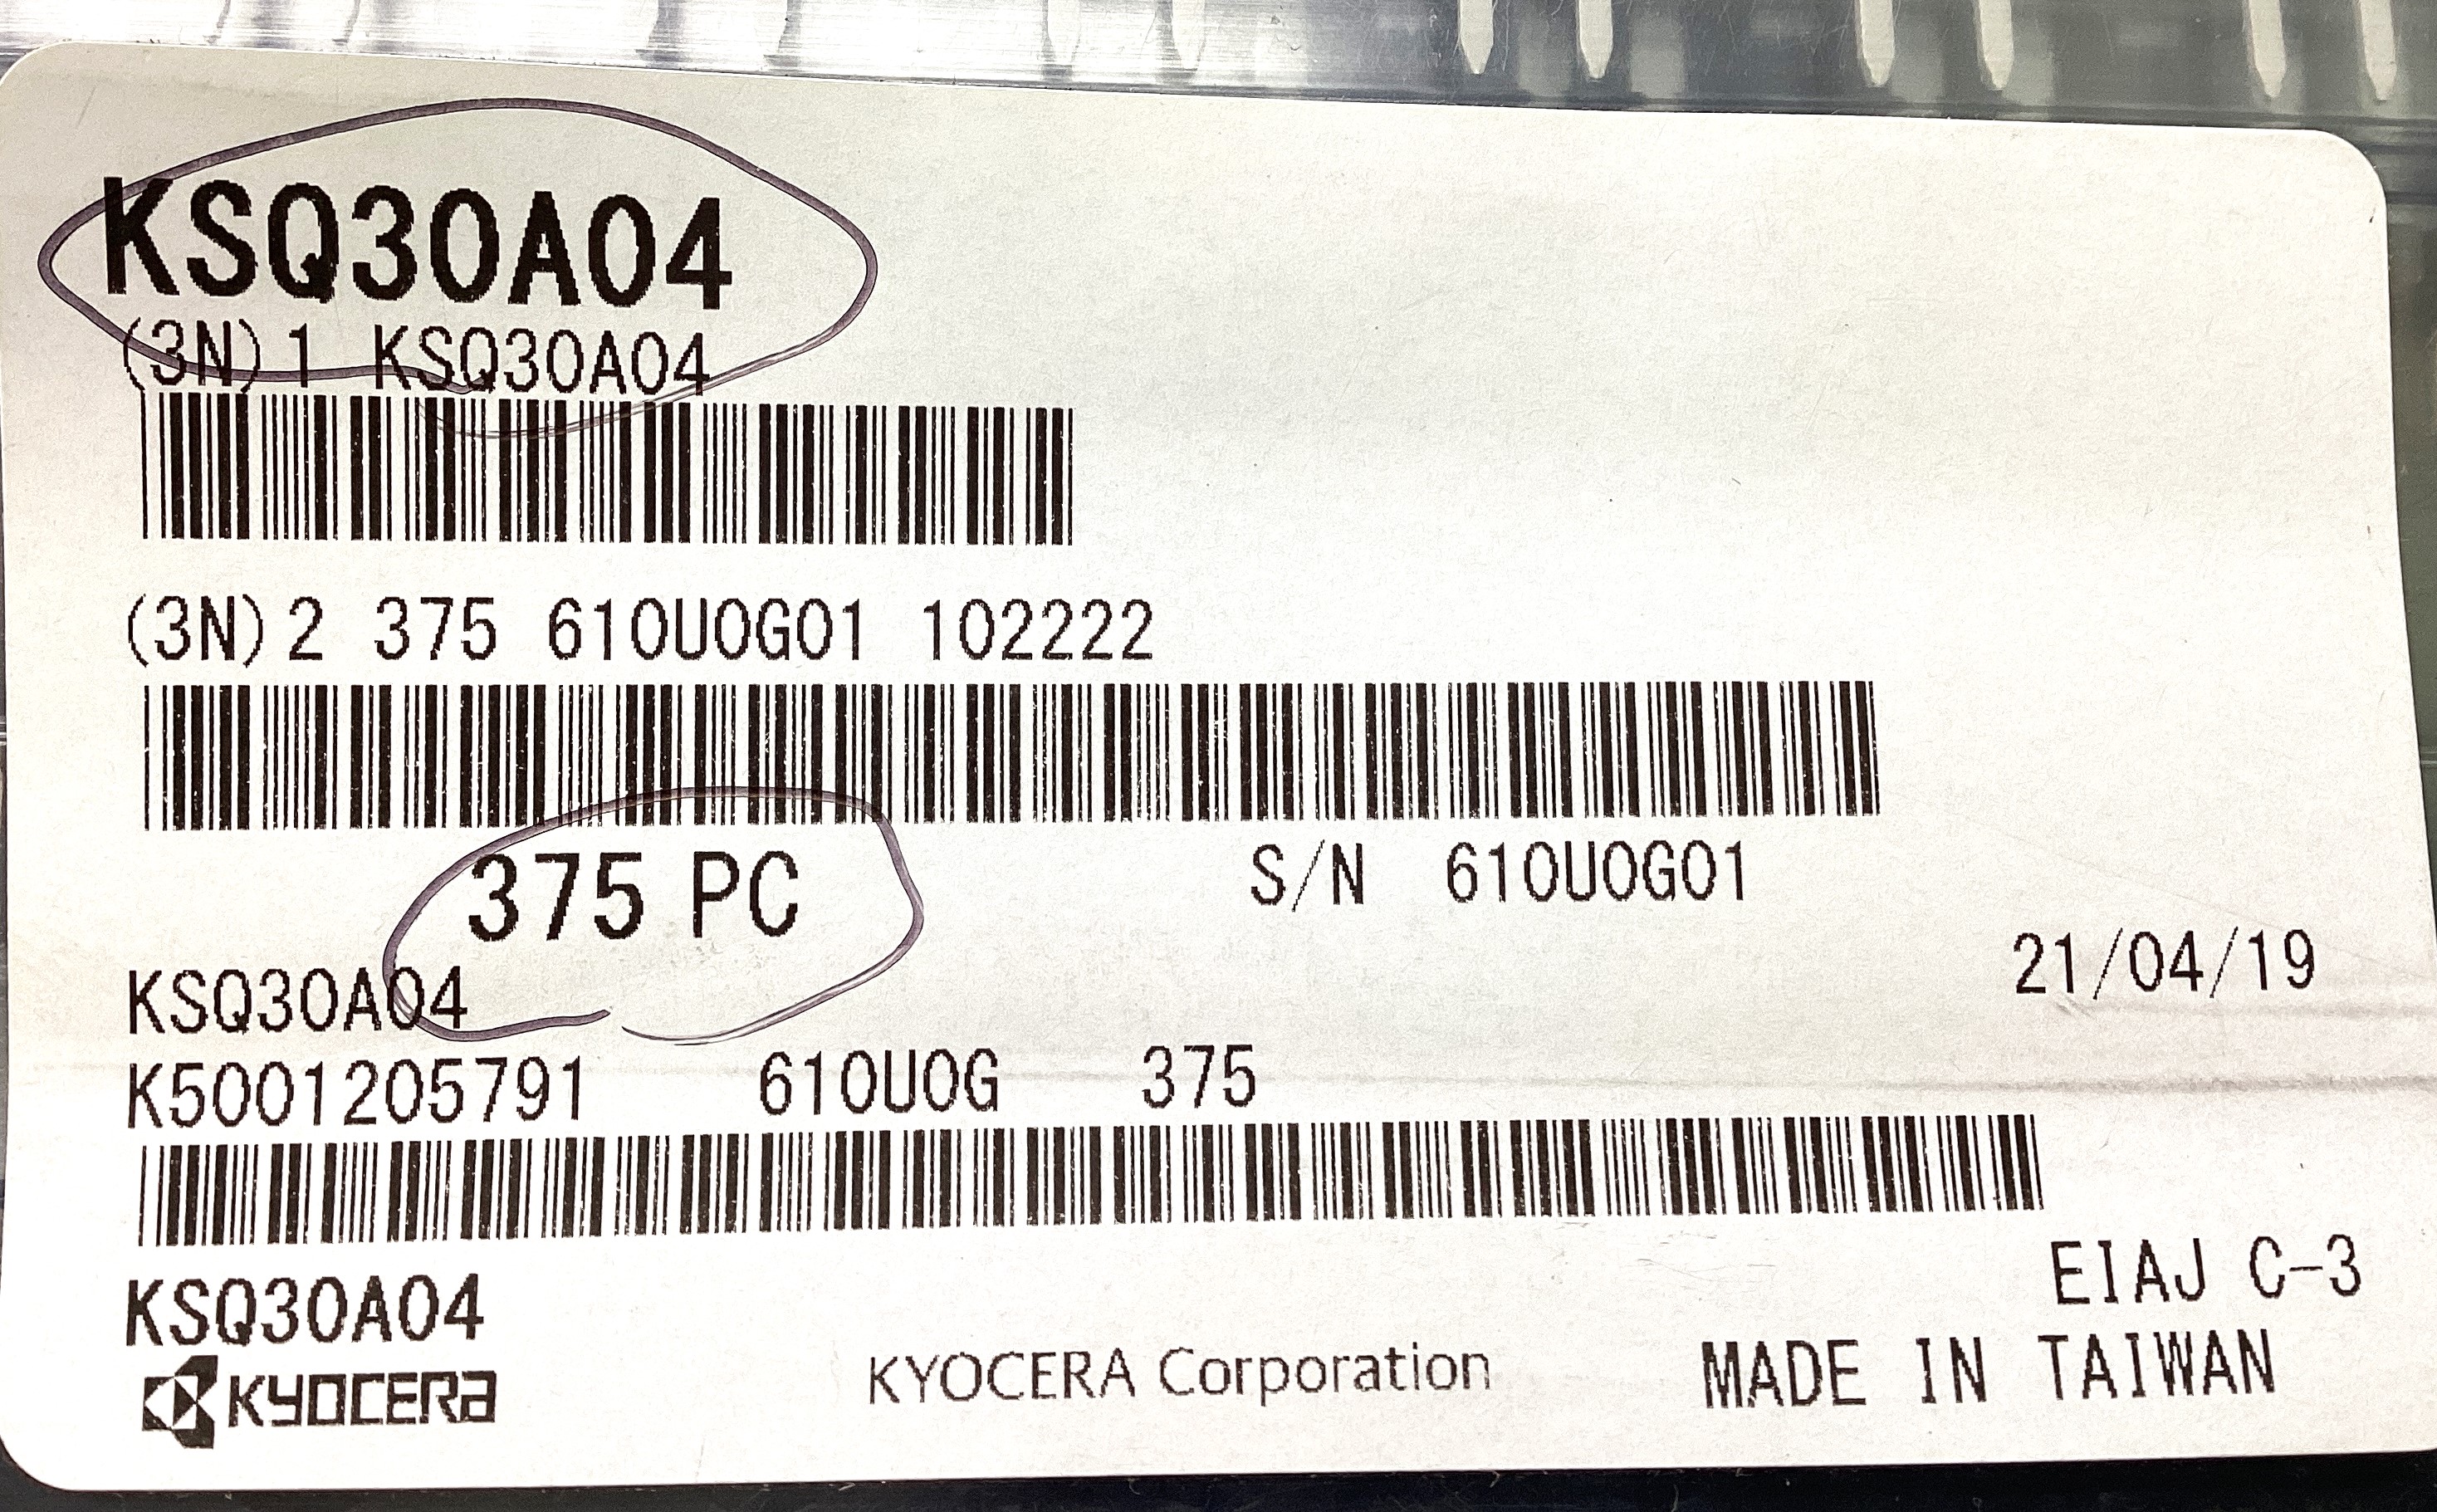 KSQ30A04
(3N)1 KSQ30A04
(3N)2 375 610U0G01 102222
375 PC
S/N 610U0G01
21/04/19
KSQ30A04
K5001205791 610U0G 375
KSQ30A04
EIAJ C-3
KYOCERA
KYOCERA Corporation
MADE IN TAIWAN